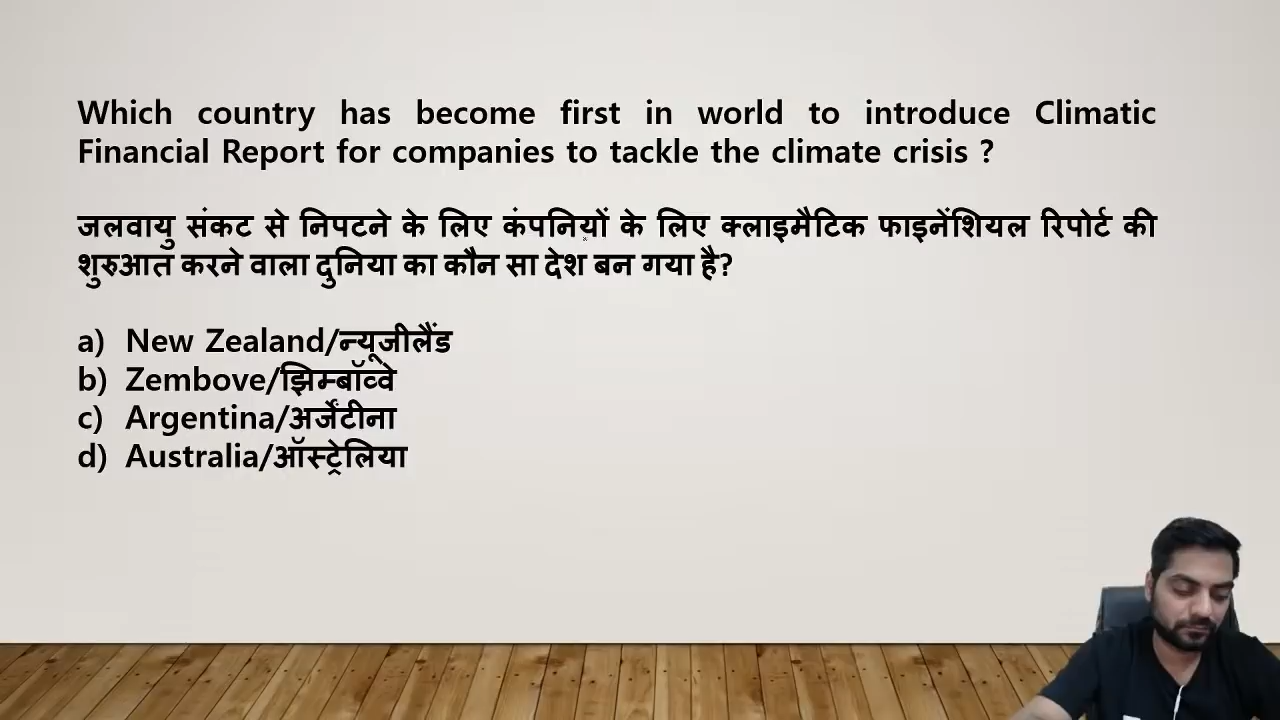 Which country has become first in world to introduce Climatic
Financial Report for companies to tackle the climate crisis ?
जलवायु संकट से निपटने के लिए कंपनियों के लिए क्लाइमैटिक फाइनेंशियल रिपोर्ट की
शुरुआत करने वाला दुनिया का कौन सा देश बन गया है?
a) New Zealand/न्यूजीलैंड
b) Zembove/झिम्बॉव्वे
c) Argentina/अर्जेंटीना
d) Australia/ऑस्ट्रेलिया